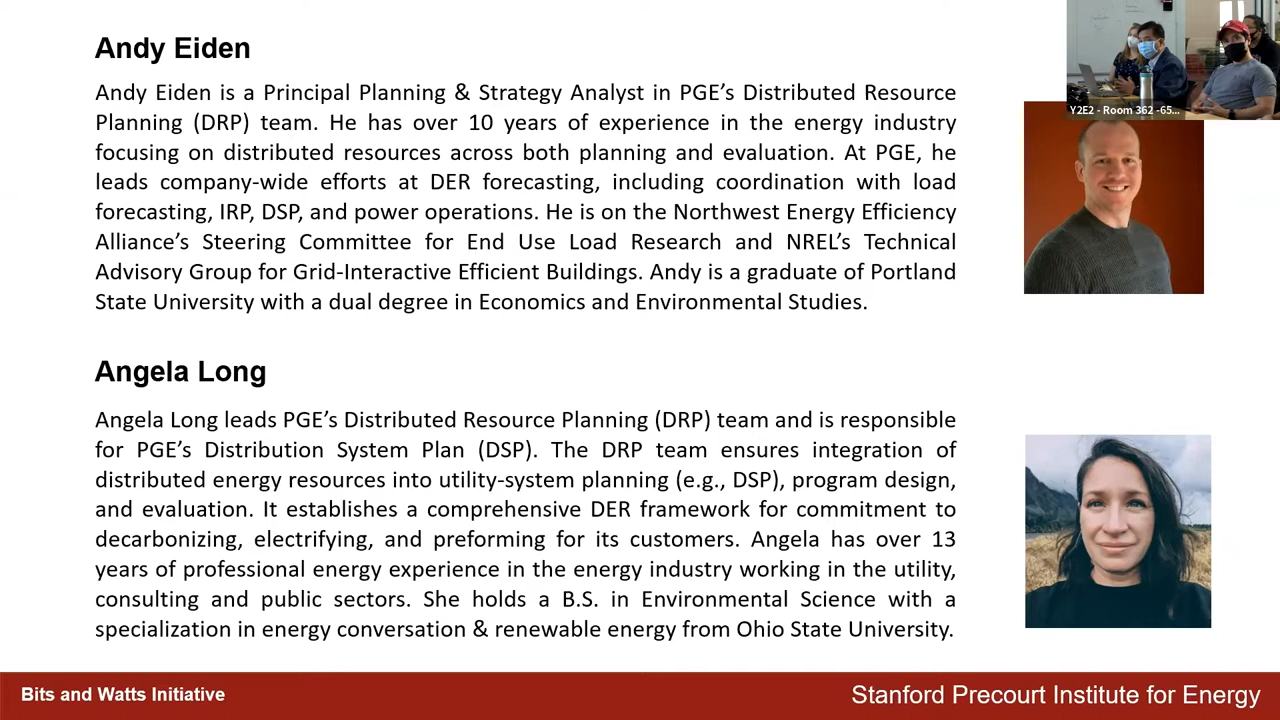 Andy Eiden
Andy Eiden is a Principal Planning & Strategy Analyst in PGE’s Distributed Resource
Planning (DRP) team. He has over 10 years of experience in the energy industry
focusing on distributed resources across both planning and evaluation. At PGE, he
leads company-wide efforts at DER forecasting, including coordination with load
forecasting, IRP, DSP, and power operations. He is on the Northwest Energy Efficiency
Alliance’s Steering Committee for End Use Load Research and NREL’s Technical
Advisory Group for Grid-Interactive Efficient Buildings. Andy is a graduate of Portland
State University with a dual degree in Economics and Environmental Studies.
Y2E2 - Room 362 -65...
Angela Long
Angela Long leads PGE’s Distributed Resource Planning (DRP) team and is responsible
for PGE’s Distribution System Plan (DSP). The DRP team ensures integration of
distributed energy resources into utility-system planning (e.g., DSP), program design,
and evaluation. It establishes a comprehensive DER framework for commitment to
decarbonizing, electrifying, and preforming for its customers. Angela has over 13
years of professional energy experience in the energy industry working in the utility,
consulting and public sectors. She holds a B.S. in Environmental Science with a
specialization in energy conversation & renewable energy from Ohio State University.
Bits and Watts Initiative
Stanford Precourt Institute for Energy